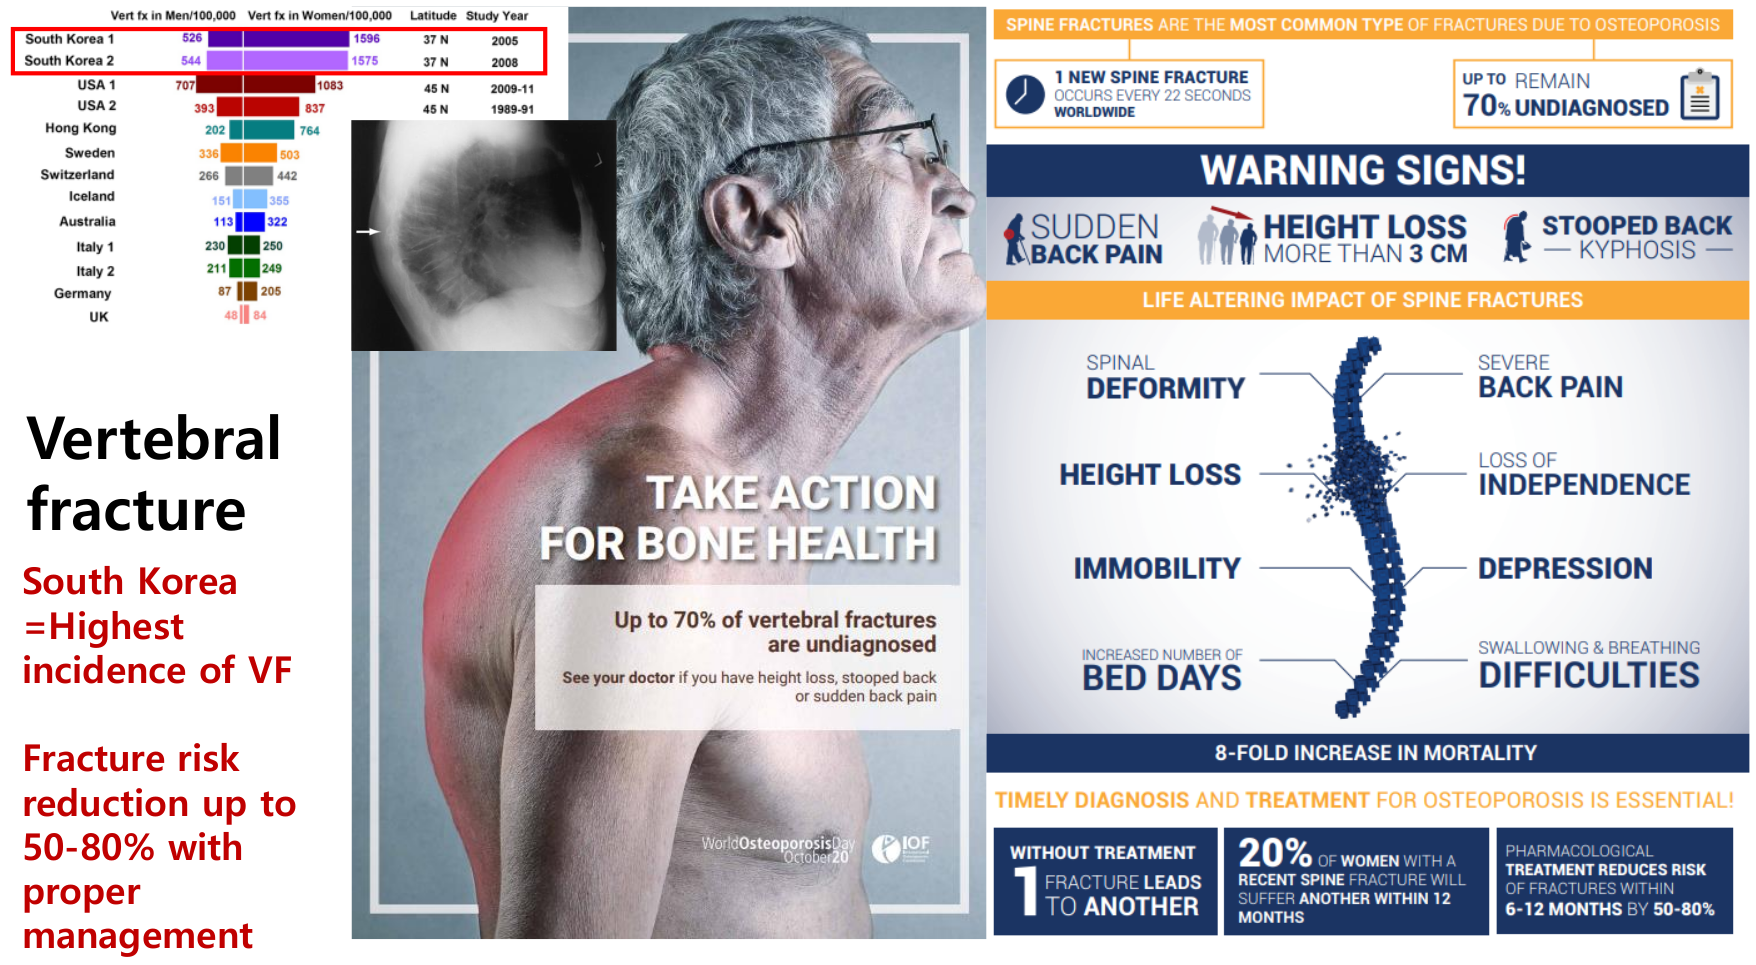 Vert fx in Men/100,000 Vert fx in Women/100,000 Latitude Study Year
South Korea 1 526 1596 37 N 2005
South Korea 2 544 1575 37 N 2008
USA 1 707 1083 45 N 2009-11
USA 2 393 837 45 N 1989-91
Hong Kong 202 764
Sweden 336 503
Switzerland 266 442
Iceland 151 355
Australia 113 322
Italy 1 230 250
Italy 2 211 249
Germany 87 205
UK 48 84
Vertebral
fracture
South Korea
=Highest
incidence of VF
Fracture risk
reduction up to
50-80% with
proper
management
TAKE ACTION
FOR BONE HEALTH
Up to 70% of vertebral fractures
are undiagnosed
See your doctor if you have height loss, stooped back
or sudden back pain
WorldOsteoporosisDay
October20
IOF
SPINE FRACTURES ARE THE MOST COMMON TYPE OF FRACTURES DUE TO OSTEOPOROSIS
1 NEW SPINE FRACTURE
OCCURS EVERY 22 SECONDS
WORLDWIDE
UP TO REMAIN
70% UNDIAGNOSED
WARNING SIGNS!
SUDDEN
BACK PAIN
HEIGHT LOSS
MORE THAN 3 CM
STOOPED BACK
KYPHOSIS
LIFE ALTERING IMPACT OF SPINE FRACTURES
SPINAL
DEFORMITY
SEVERE
BACK PAIN
HEIGHT LOSS
LOSS OF
INDEPENDENCE
IMMOBILITY
DEPRESSION
INCREASED NUMBER OF
BED DAYS
SWALLOWING & BREATHING
DIFFICULTIES
8-FOLD INCREASE IN MORTALITY
TIMELY DIAGNOSIS AND TREATMENT FOR OSTEOPOROSIS IS ESSENTIAL!
WITHOUT TREATMENT
1 FRACTURE LEADS
TO ANOTHER
20% OF WOMEN WITH A
RECENT SPINE FRACTURE WILL
SUFFER ANOTHER WITHIN 12
MONTHS
PHARMACOLOGICAL
TREATMENT REDUCES RISK
OF FRACTURES WITHIN
6-12 MONTHS BY 50-80%